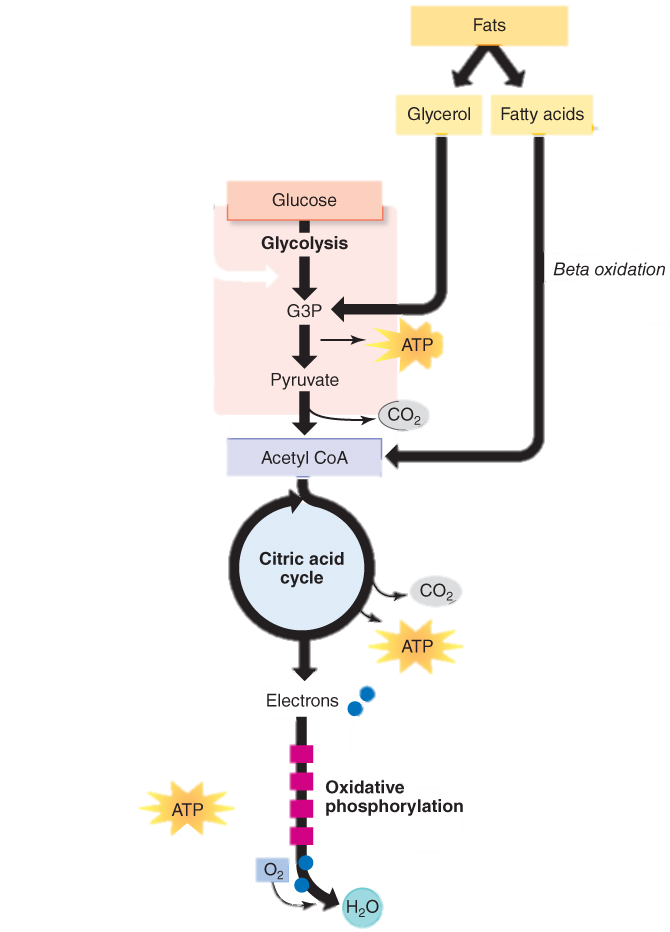 Fats
Glycerol
Fatty acids
Glucose
Glycolysis
Beta oxidation
G3P
ATP
Pyruvate
CO2
Acetyl CoA
Citric acid
cycle
CO2
ATP
Electrons
Oxidative
phosphorylation
ATP
O2
H2O